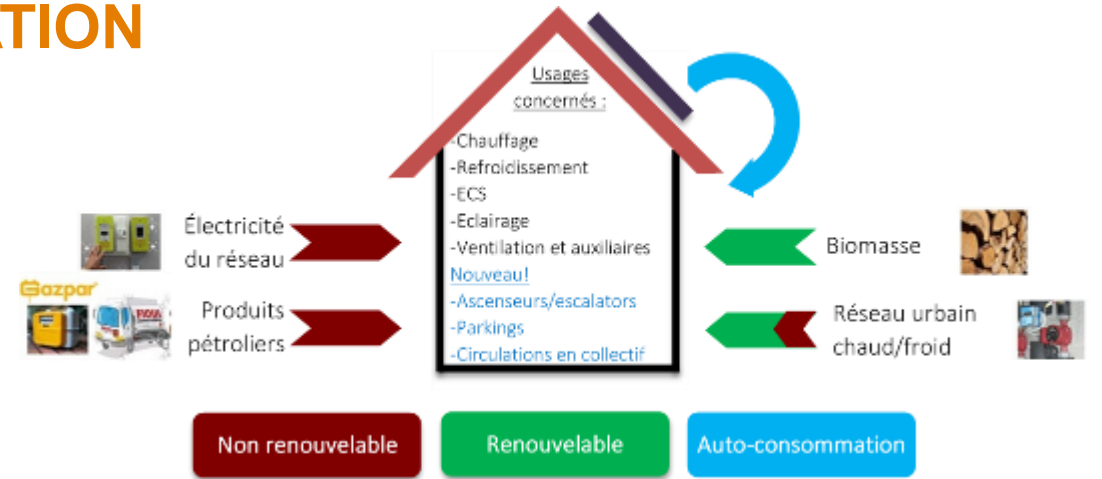 ATION
Usages
concernés :
-Chauffage
-Refroidissement
-ECS
-Eclairage
-Ventilation et auxiliaires
Nouveau!
-Ascenseurs/escalators
-Parkings
-Circulations en collectif
Électricité
du réseau
Gazpar
Produits
pétroliers
Biomasse
Réseau urbain
chaud/froid
Non renouvelable
Renouvelable
Auto-consommation